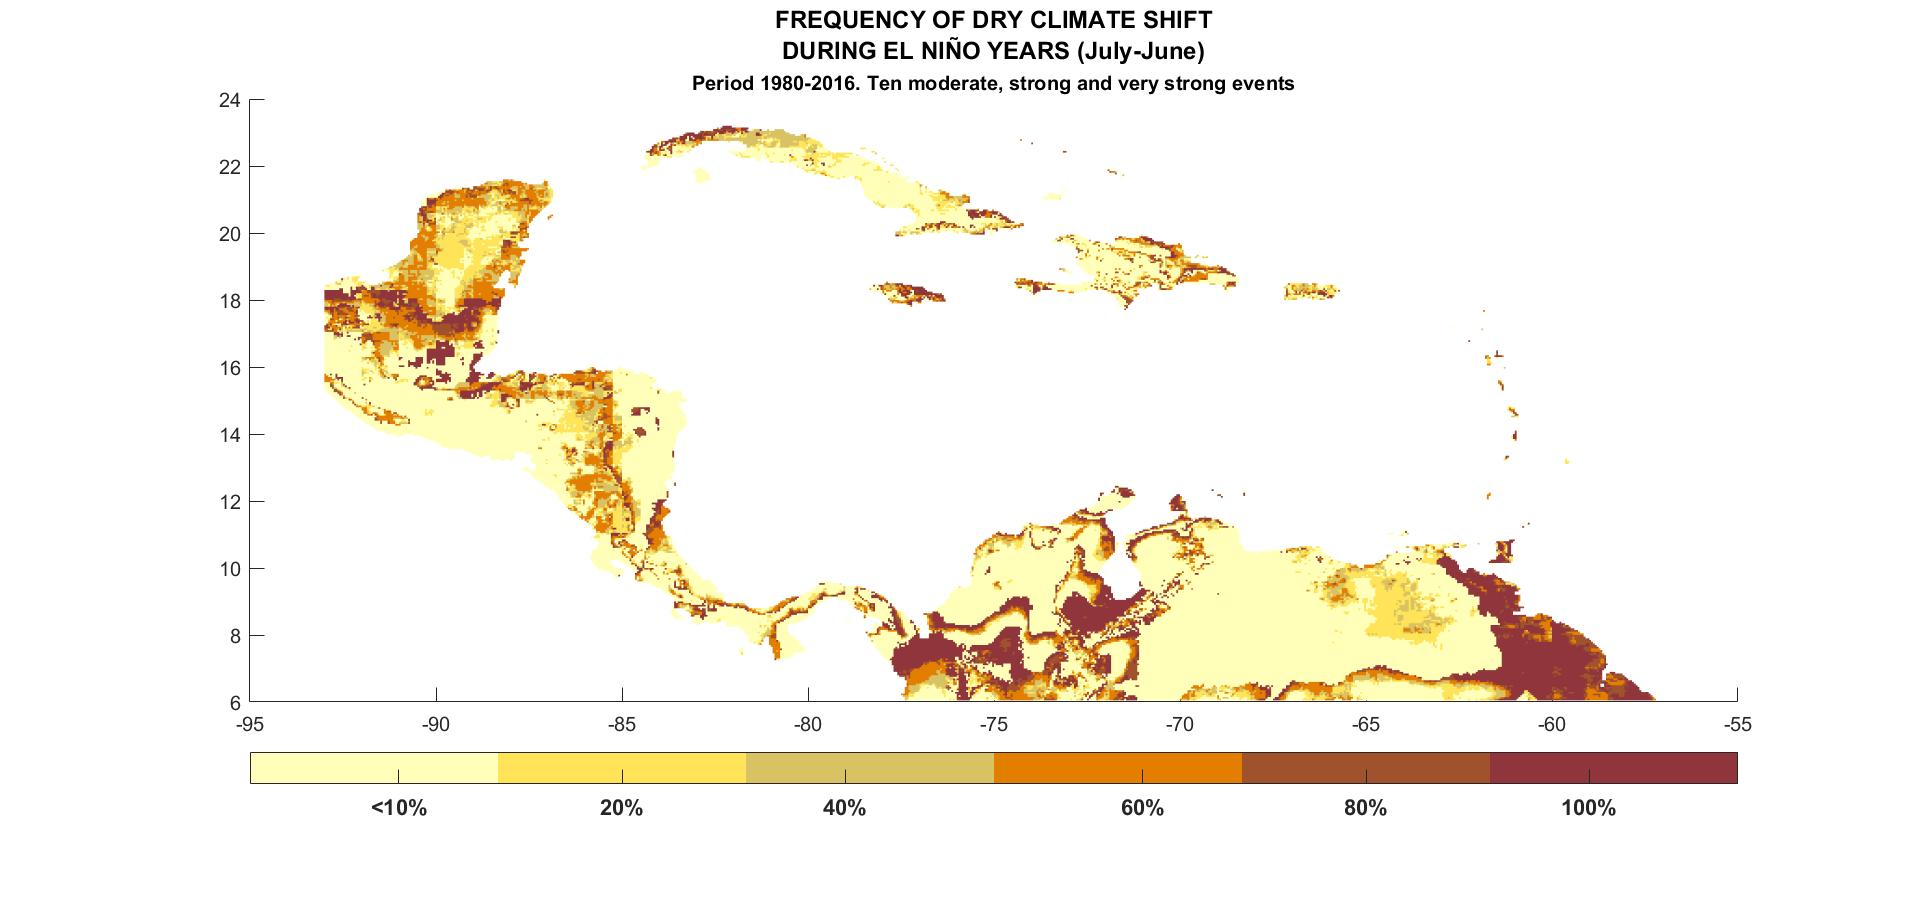 FREQUENCY OF DRY CLIMATE SHIFT
DURING EL NIÑO YEARS (July-June)
Period 1980-2016. Ten moderate, strong and very strong events
24
22
20
18
16
14
12
10
8
6
-95 -90 -85 -80 -75 -70 -65 -60 -55
<10% 20% 40% 60% 80% 100%